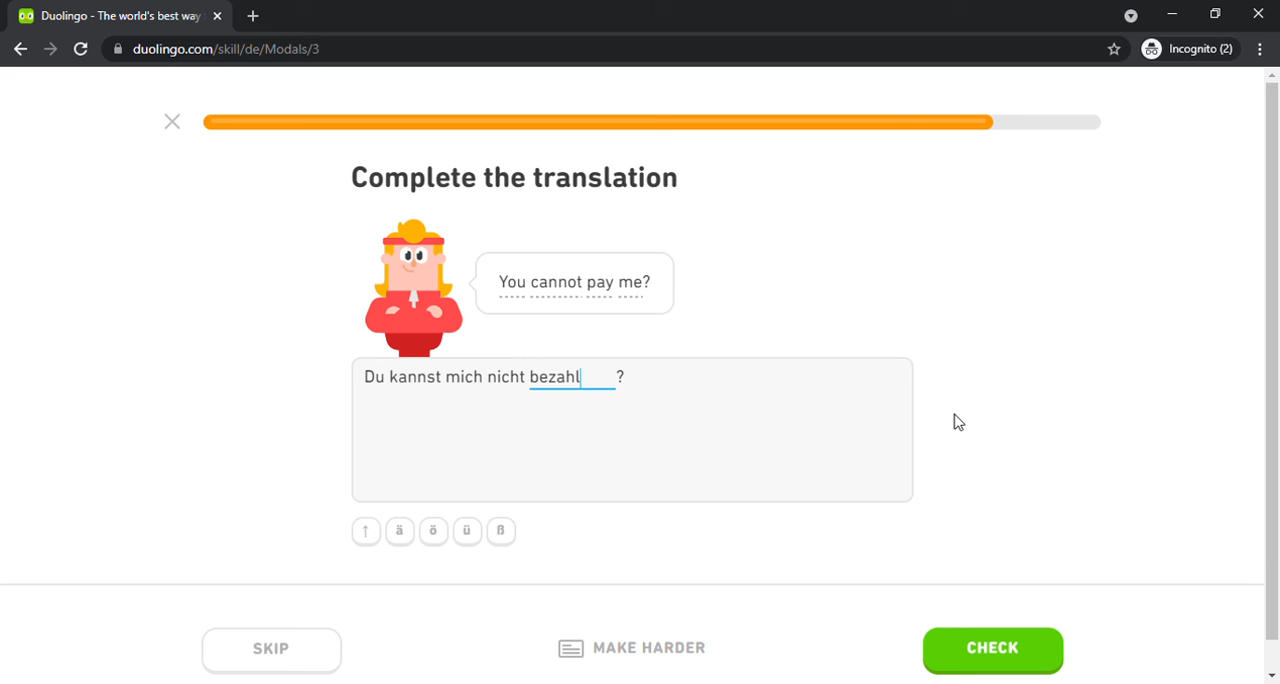 Duolingo - The world's best way
duolingo.com/skill/de/Modals/3
Incognito (2)
Complete the translation
You cannot pay me?
Du kannst mich nicht bezahl ?
↑ ä ö ü ß
SKIP
MAKE HARDER
CHECK